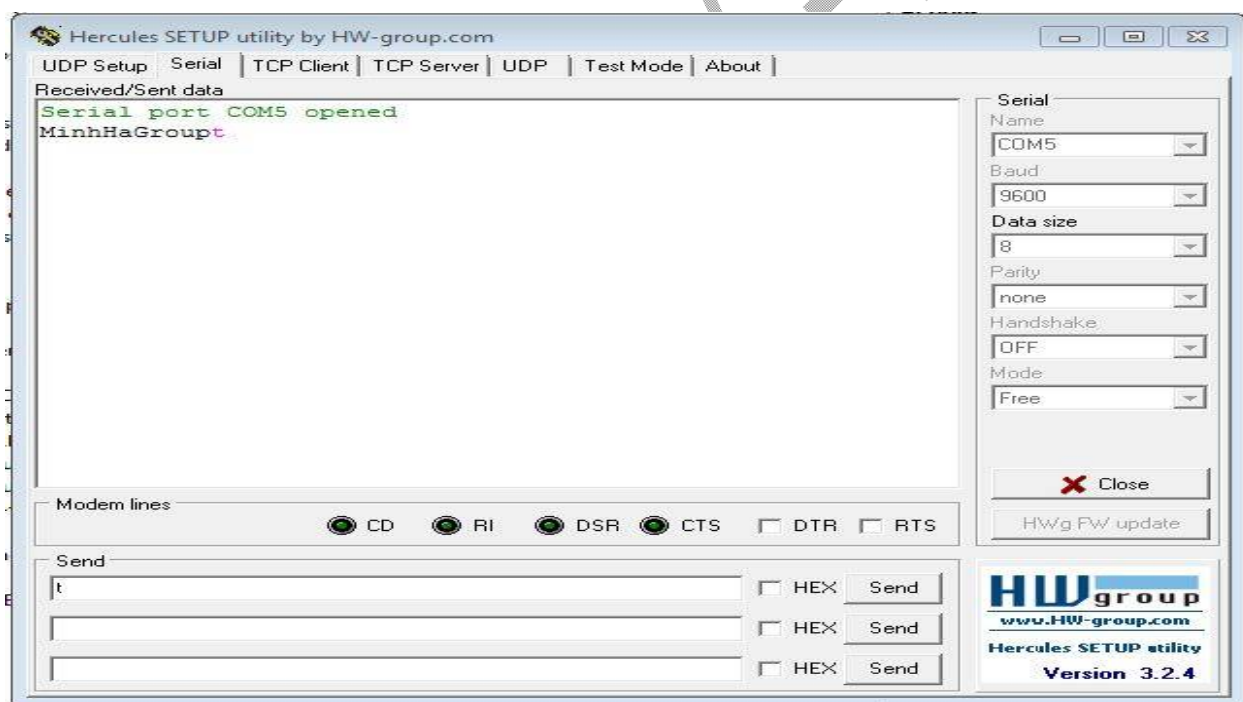 Hercules SETUP utility by HW-group.com
UDP Setup Serial TCP Client TCP Server UDP Test Mode About
Received/Sent data
Serial port COM5 opened
MinhHaGroupt
Serial
Name
COM5
Baud
9600
Data size
8
Parity
none
Handshake
OFF
Mode
Free
Close
HWg FW update
Modem lines
CD RI DSR CTS DTR RTS
Send
t HEX Send
HEX Send
HEX Send
HW group
www.HW-group.com
Hercules SETUP utility
Version 3.2.4